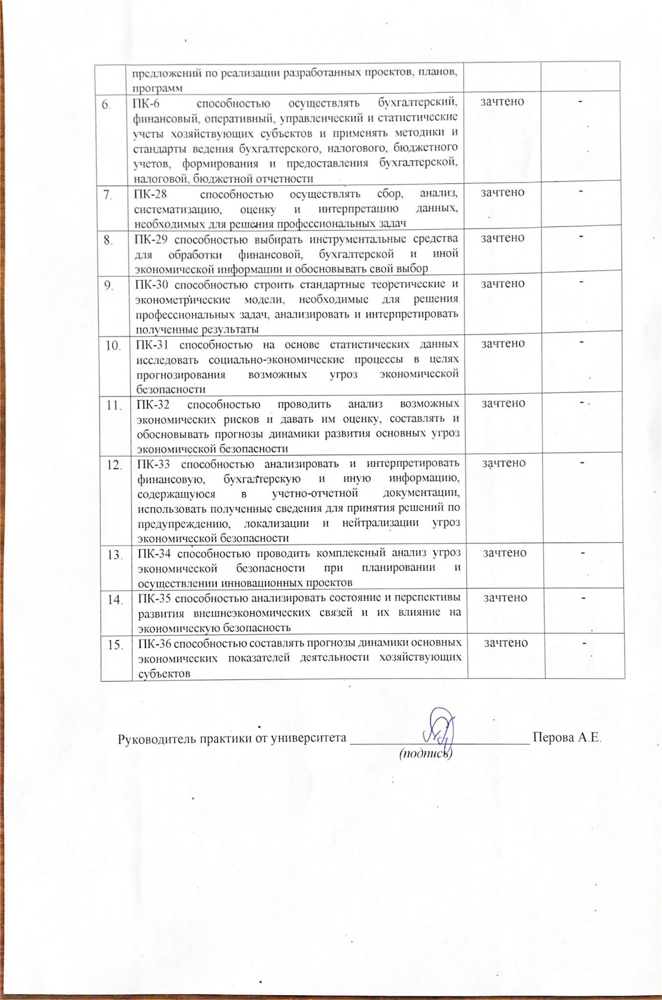 предложений по реализации разработанных проектов, планов,
программ
6. ПК-6 способностью осуществлять бухгалтерский, зачтено -
финансовый, оперативный, управленческий и статистические
учеты хозяйствующих субъектов и применять методики и
стандарты ведения бухгалтерского, налогового, бюджетного
учетов, формирования и предоставления бухгалтерской,
налоговой, бюджетной отчетности
7. ПК-28 способностью осуществлять сбор, анализ, зачтено -
систематизацию, оценку и интерпретацию данных,
необходимых для решения профессиональных задач
8. ПК-29 способностью выбирать инструментальные средства зачтено -
для обработки финансовой, бухгалтерской и иной
экономической информации и обосновывать свой выбор
9. ПК-30 способностью строить стандартные теоретические и зачтено -
эконометрические модели, необходимые для решения
профессиональных задач, анализировать и интерпретировать
полученные результаты
10. ПК-31 способностью на основе статистических данных зачтено -
исследовать социально-экономические процессы в целях
прогнозирования возможных угроз экономической
безопасности
11. ПК-32 способностью проводить анализ возможных зачтено -
экономических рисков и давать им оценку, составлять и
обосновывать прогнозы динамики развития основных угроз
экономической безопасности
12. ПК-33 способностью анализировать и интерпретировать зачтено -
финансовую, бухгалтерскую и иную информацию,
содержащуюся в учетно-отчетной документации,
использовать полученные сведения для принятия решений по
предупреждению, локализации и нейтрализации угроз
экономической безопасности
13. ПК-34 способностью проводить комплексный анализ угроз зачтено -
экономической безопасности при планировании и
осуществлении инновационных проектов
14. ПК-35 способностью анализировать состояние и перспективы зачтено -
развития внешнеэкономических связей и их влияние на
экономическую безопасность
15. ПК-36 способностью составлять прогнозы динамики основных зачтено -
экономических показателей деятельности хозяйствующих
субъектов
Руководитель практики от университета Перова А.Е.
(подпись)